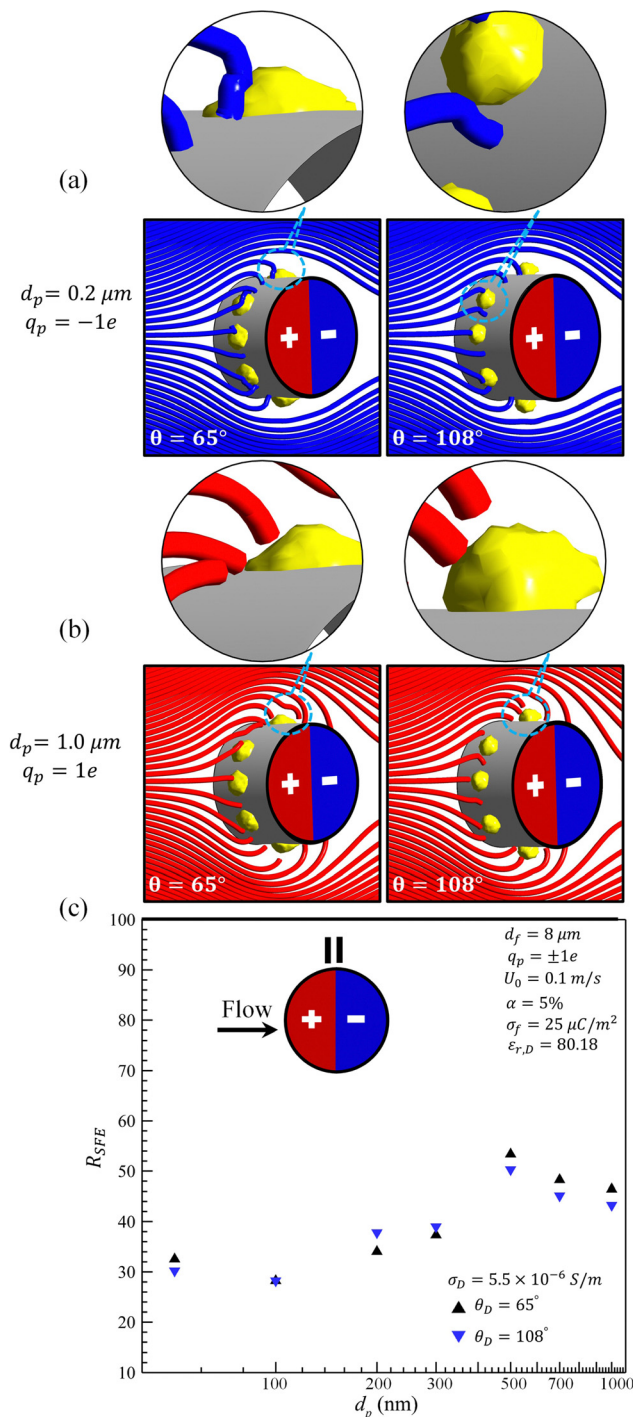 (a)
d_p = 0.2 μm
q_p = −1e
+ −
θ = 65°
+ −
θ = 108°
(b)
d_p = 1.0 μm
q_p = 1e
+ −
θ = 65°
+ −
θ = 108°
(c)
100
90
80
70
60
50
40
30
20
10
R_SFE
Flow
+ −
d_f = 8 μm
q_p = ±1e
U_0 = 0.1 m/s
α = 5%
σ_f = 25 μC/m²
ε_{r,D} = 80.18
σ_D = 5.5 × 10⁻⁶ S/m
▲ θ_D = 65°
▼ θ_D = 108°
100 200 300 500 700 1000
d_p (nm)